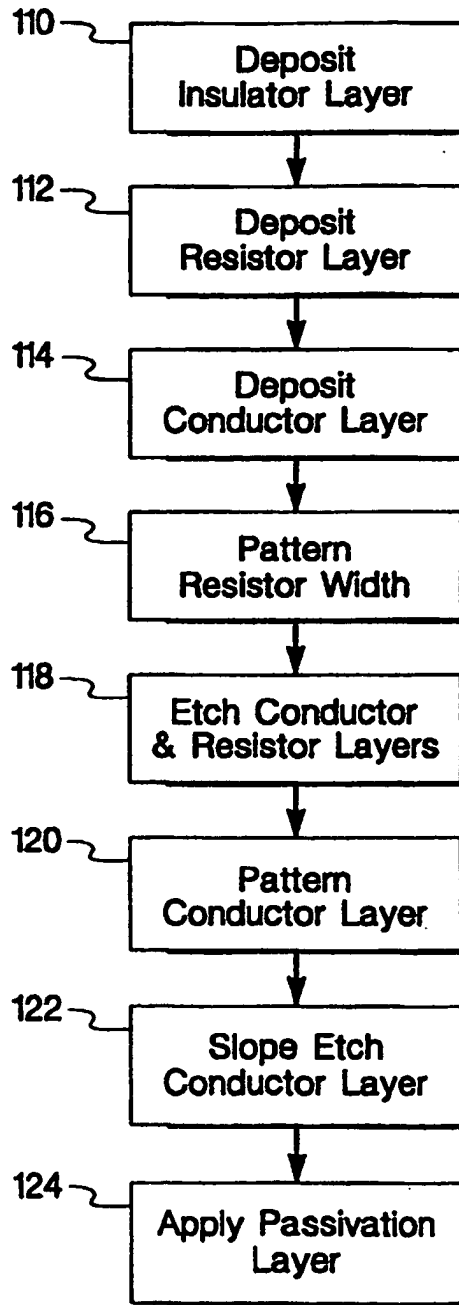 110
Deposit
Insulator Layer
112
Deposit
Resistor Layer
114
Deposit
Conductor Layer
116
Pattern
Resistor Width
118
Etch Conductor
& Resistor Layers
120
Pattern
Conductor Layer
122
Slope Etch
Conductor Layer
124
Apply Passivation
Layer